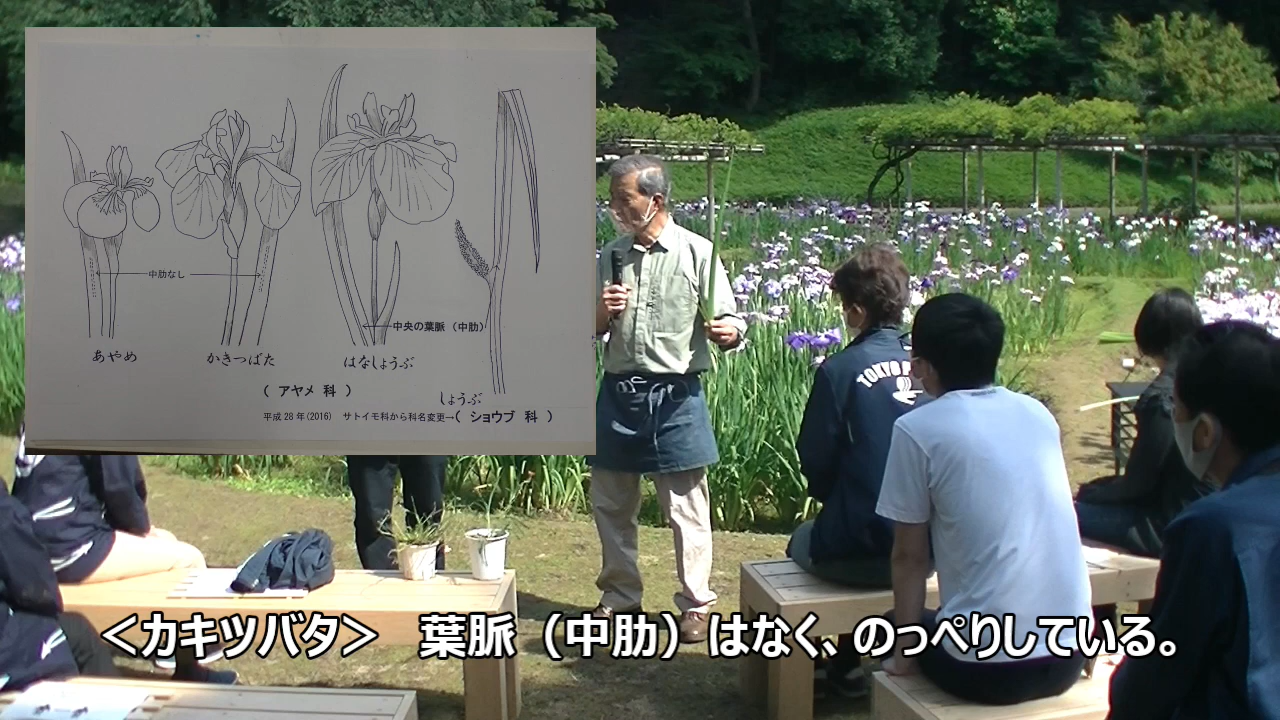 中肋なし
中央の葉脈（中肋）
あやめ
かきつばた
はなしょうぶ
（ アヤメ 科 ）
しょうぶ
平成28年(2016) サトイモ科から科名変更→（ ショウブ 科 ）
TOKYO
＜カキツバタ＞　葉脈（中肋）はなく、のっぺりしている。